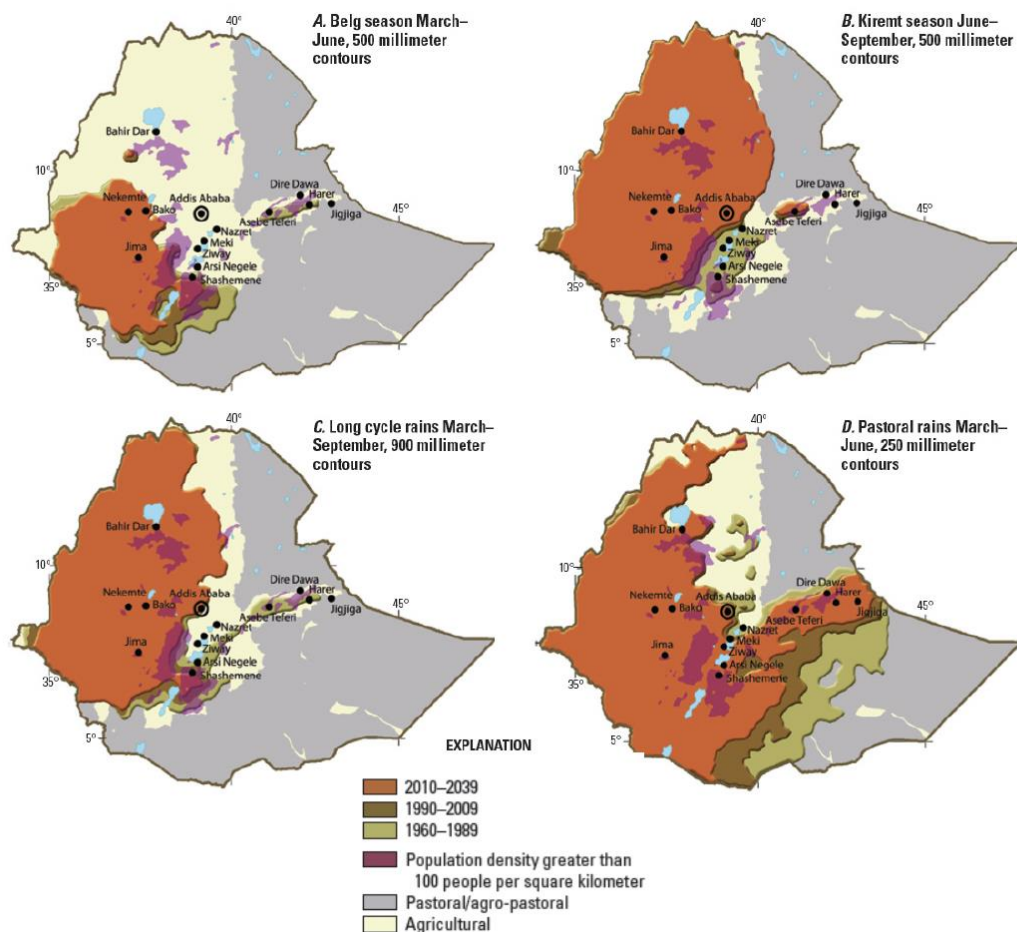 A. Belg season March–
June, 500 millimeter
contours
40°
Bahir Dar
10°
Nekemte
Bako
Addis Ababa
Dire Dawa
Harer
45°
Asebe Teferi
Jigjiga
Nazret
Jima
Meki
Ziway
Arsi Negele
35°
Shashemene
5°
B. Kiremt season June–
September, 500 millimeter
contours
40°
Bahir Dar
10°
Nekemte
Bako
Addis Ababa
Dire Dawa
Harer
45°
Asebe Teferi
Jigjiga
Nazret
Jima
Meki
Ziway
Arsi Negele
35°
Shashemene
5°
C. Long cycle rains March–
September, 900 millimeter
contours
40°
Bahir Dar
10°
Nekemte
Bako
Addis Ababa
Dire Dawa
Harer
45°
Asebe Teferi
Jigjiga
Nazret
Jima
Meki
Ziway
Arsi Negele
35°
Shashemene
5°
D. Pastoral rains March–
June, 250 millimeter
contours
40°
Bahir Dar
10°
Nekemte
Bako
Addis Ababa
Dire Dawa
Harer
45°
Asebe Teferi
Jigjiga
Nazret
Jima
Meki
Ziway
Arsi Negele
35°
Shashemene
5°
EXPLANATION
2010–2039
1990–2009
1960–1989
Population density greater than
100 people per square kilometer
Pastoral/agro-pastoral
Agricultural